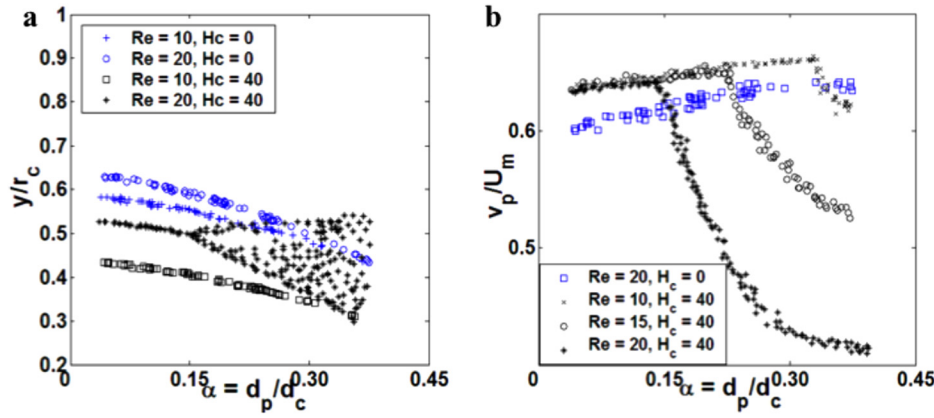 a
1
0.9
0.8
0.7
0.6
0.5
0.4
0.3
0.2
y/r_c
Re = 10, Hc = 0
Re = 20, Hc = 0
Re = 10, Hc = 40
Re = 20, Hc = 40
0
0.15
0.30
0.45
α = d_p/d_c
b
0.6
0.5
v_p/U_m
Re = 20, H_c = 0
Re = 10, H_c = 40
Re = 15, H_c = 40
Re = 20, H_c = 40
0
0.15
0.30
0.45
α = d_p/d_c